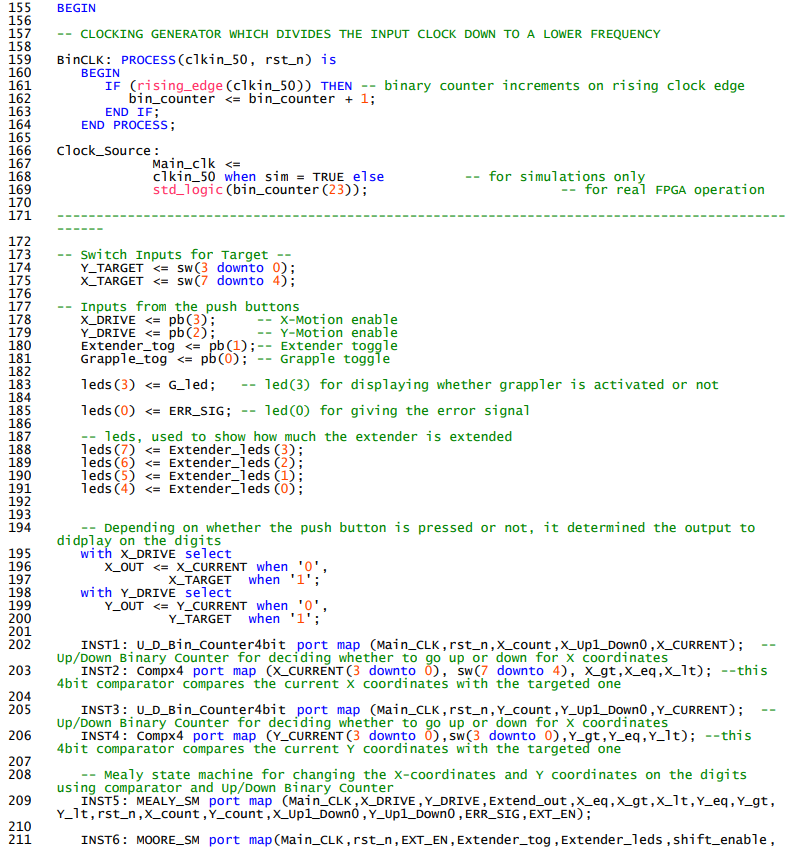 155 BEGIN
156
157 -- CLOCKING GENERATOR WHICH DIVIDES THE INPUT CLOCK DOWN TO A LOWER FREQUENCY
158
159 BinCLK: PROCESS(clkin_50, rst_n) is
160 BEGIN
161 IF (rising_edge(clkin_50)) THEN -- binary counter increments on rising clock edge
162 bin_counter <= bin_counter + 1;
163 END IF;
164 END PROCESS;
165
166 Clock_Source:
167 Main_clk <=
168 clkin_50 when sim = TRUE else -- for simulations only
169 std_logic(bin_counter(23)); -- for real FPGA operation
170
171 -------------------------------------------------------------------------------------------
------
172
173 -- Switch Inputs for Target --
174 Y_TARGET <= sw(3 downto 0);
175 X_TARGET <= sw(7 downto 4);
176
177 -- Inputs from the push buttons
178 X_DRIVE <= pb(3); -- X-Motion enable
179 Y_DRIVE <= pb(2); -- Y-Motion enable
180 Extender_tog <= pb(1);-- Extender toggle
181 Grapple_tog <= pb(0); -- Grapple toggle
182
183 leds(3) <= G_led; -- led(3) for displaying whether grappler is activated or not
184
185 leds(0) <= ERR_SIG; -- led(0) for giving the error signal
186
187 -- leds, used to show how much the extender is extended
188 leds(7) <= Extender_leds(3);
189 leds(6) <= Extender_leds(2);
190 leds(5) <= Extender_leds(1);
191 leds(4) <= Extender_leds(0);
192
193
194 -- Depending on whether the push button is pressed or not, it determined the output to
didplay on the digits
195 with X_DRIVE select
196 X_OUT <= X_CURRENT when '0',
197 X_TARGET when '1';
198 with Y_DRIVE select
199 Y_OUT <= Y_CURRENT when '0',
200 Y_TARGET when '1';
201
202 INST1: U_D_Bin_Counter4bit port map (Main_CLK,rst_n,X_count,X_Up1_Down0,X_CURRENT); --
Up/Down Binary Counter for deciding whether to go up or down for X coordinates
203 INST2: Compx4 port map (X_CURRENT(3 downto 0), sw(7 downto 4), X_gt,X_eq,X_lt); --this
4bit comparator compares the current X coordinates with the targeted one
204
205 INST3: U_D_Bin_Counter4bit port map (Main_CLK,rst_n,Y_count,Y_Up1_Down0,Y_CURRENT); --
Up/Down Binary Counter for deciding whether to go up or down for X coordinates
206 INST4: Compx4 port map (Y_CURRENT(3 downto 0),sw(3 downto 0),Y_gt,Y_eq,Y_lt); --this
4bit comparator compares the current Y coordinates with the targeted one
207
208 -- Mealy state machine for changing the X-coordinates and Y coordinates on the digits
using comparator and Up/Down Binary Counter
209 INST5: MEALY_SM port map (Main_CLK,X_DRIVE,Y_DRIVE,Extend_out,X_eq,X_gt,X_lt,Y_eq,Y_gt,
Y_lt,rst_n,X_count,Y_count,X_Up1_Down0,Y_Up1_Down0,ERR_SIG,EXT_EN);
210
211 INST6: MOORE_SM port map(Main_CLK,rst_n,EXT_EN,Extender_tog,Extender_leds,shift_enable,